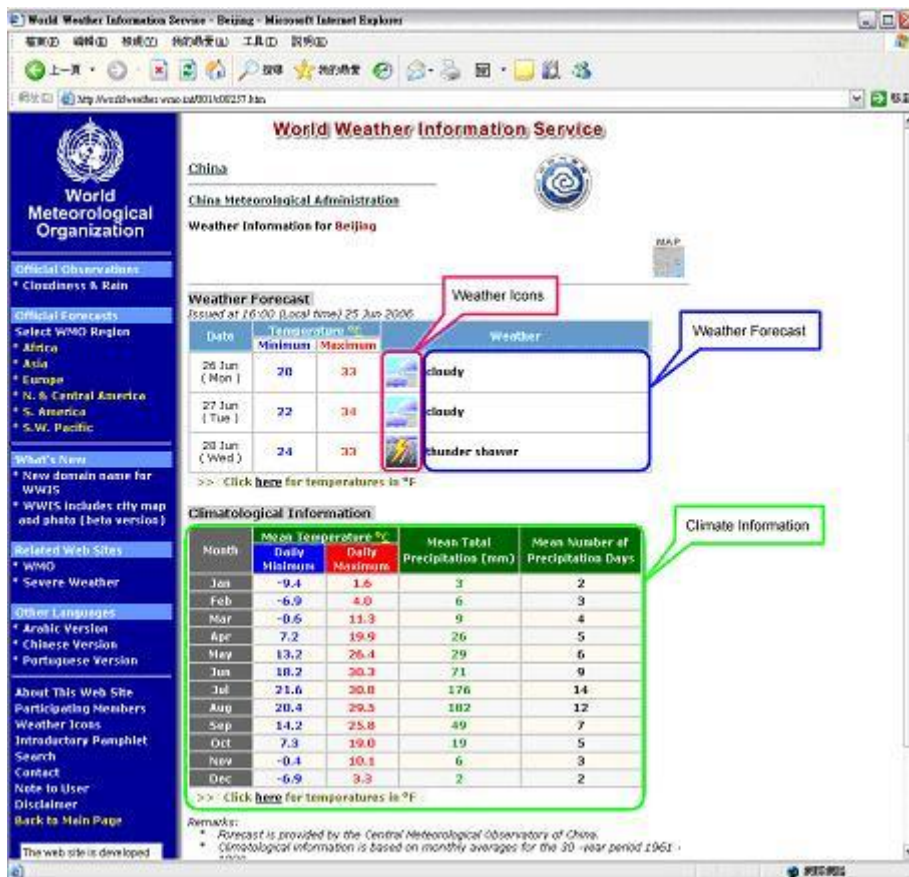 World Weather Information Service - Beijing - Microsoft Internet Explorer
上一頁
搜尋
我的最愛
World Weather Information Service
World
Meteorological
Organization
Official Observations
* Cloudiness & Rain
Official Forecasts
Select WMO Region
* Africa
* Asia
* Europe
* N. & Central America
* S. America
* S.W. Pacific
What's New
* New domain name for
WWIS
* WWIS includes city map
and photo (beta version)
Related Web Sites
* WMO
* Severe Weather
Other Languages
* Arabic Version
* Chinese Version
* Portuguese Version
About This Web Site
Participating Members
Weather Icons
Introductory Pamphlet
Search
Contact
Note to User
Disclaimer
Back to Main Page
The web site is developed
China
China Meteorological Administration
Weather Information for Beijing
MAP
Weather Icons
Weather Forecast
Weather Forecast
Issued at 16:00 (Local time) 25 Jun 2006
Date Temperature °C Weather
Minimum Maximum
26 Jun (Mon) 20 33 cloudy
27 Jun (Tue) 22 34 cloudy
28 Jun (Wed) 24 33 thunder shower
>> Click here for temperatures in °F
Climatological Information
Climate Information
Month Mean Temperature °C Mean Total Precipitation (mm) Mean Number of Precipitation Days
Daily Minimum Daily Maximum
Jan -9.4 1.6 3 2
Feb -6.9 4.0 6 3
Mar -0.6 11.3 9 4
Apr 7.2 19.9 26 5
May 13.2 26.4 29 6
Jun 18.2 30.3 71 9
Jul 21.6 30.8 176 14
Aug 20.4 29.5 182 12
Sep 14.2 25.8 49 7
Oct 7.3 19.0 19 5
Nov -0.4 10.1 6 3
Dec -6.9 3.3 2 2
>> Click here for temperatures in °F
Remarks:
* Forecast is provided by the Central Meteorological Observatory of China.
* Climatological information is based on monthly averages for the 30 -year period 1961 -